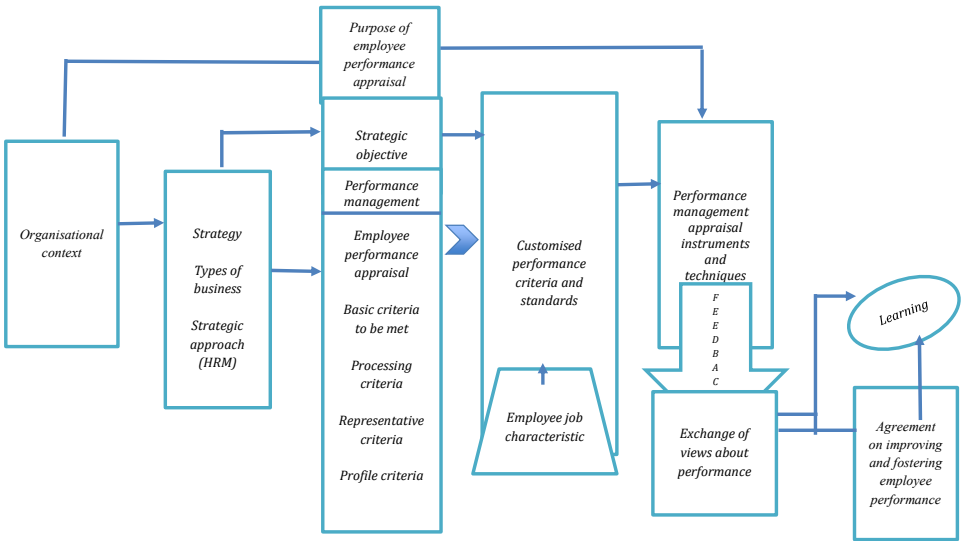 Purpose of
employee
performance
appraisal
Organisational
context
Strategy
Types of
business
Strategic
approach
(HRM)
Strategic
objective
Performance
management
Employee
performance
appraisal
Basic criteria
to be met
Processing
criteria
Representative
criteria
Profile criteria
Customised
performance
criteria and
standards
Employee job
characteristic
Performance
management
appraisal
instruments
and
techniques
F
E
E
D
B
A
C
Exchange of
views about
performance
Learning
Agreement
on improving
and fostering
employee
performance